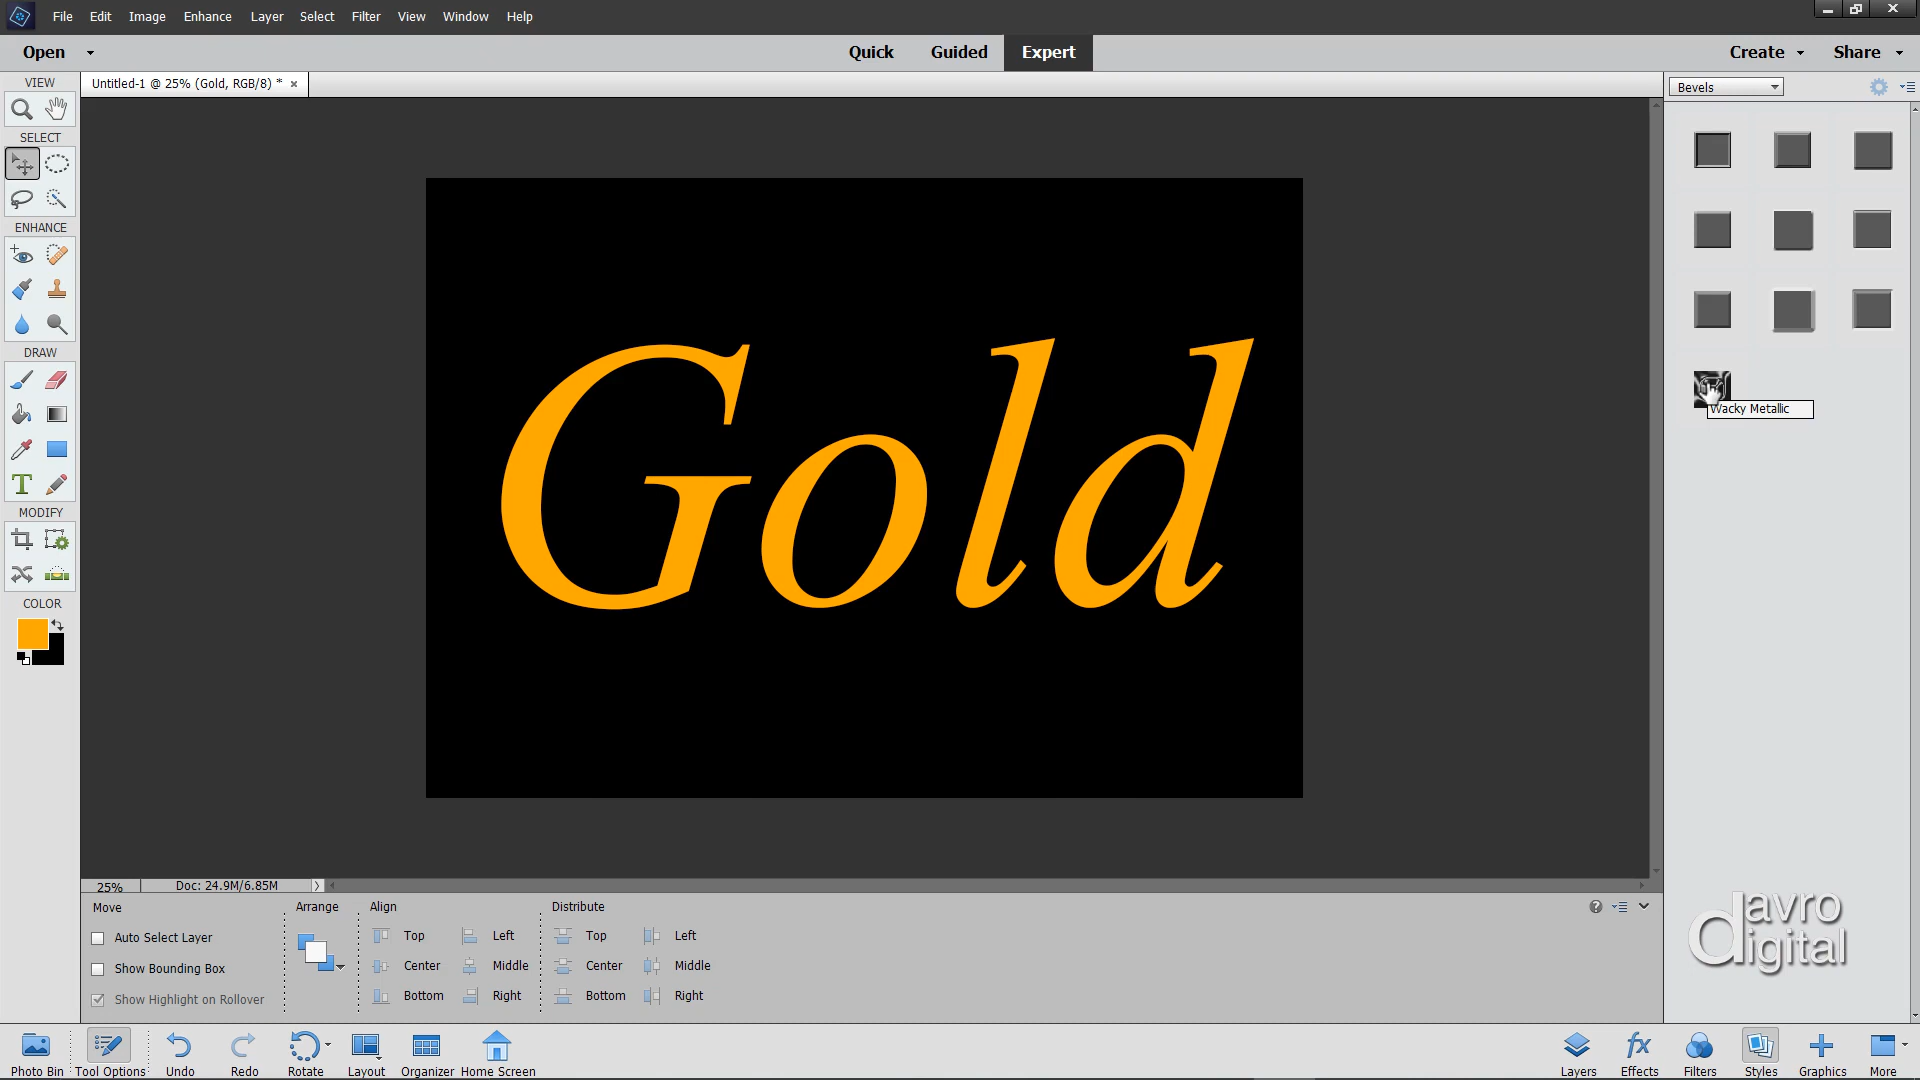 File Edit Image Enhance Layer Select Filter View Window Help
Open Quick Guided Expert Create Share
VIEW
Untitled-1 @ 25% (Gold, RGB/8) * ×
Bevels
SELECT
ENHANCE
DRAW
MODIFY
COLOR
Gold
Wacky Metallic
25% Doc: 24.9M/6.85M
Move Arrange Align Distribute
Auto Select Layer Top Left Top Left
Show Bounding Box Center Middle Center Middle
Show Highlight on Rollover Bottom Right Bottom Right
davro
digital
Photo Bin Tool Options Undo Redo Rotate Layout Organizer Home Screen Layers Effects Filters Styles Graphics More